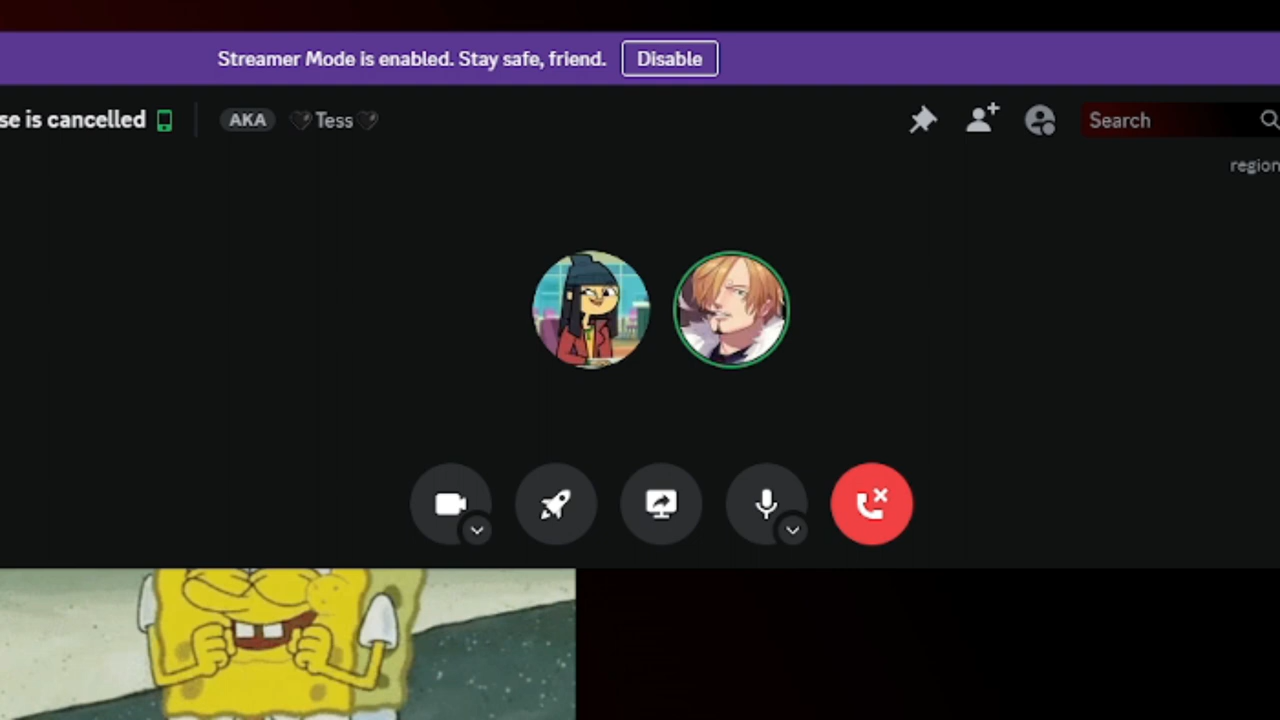 Streamer Mode is enabled. Stay safe, friend. Disable
se is cancelled AKA 🖤Tess🖤 Search
region